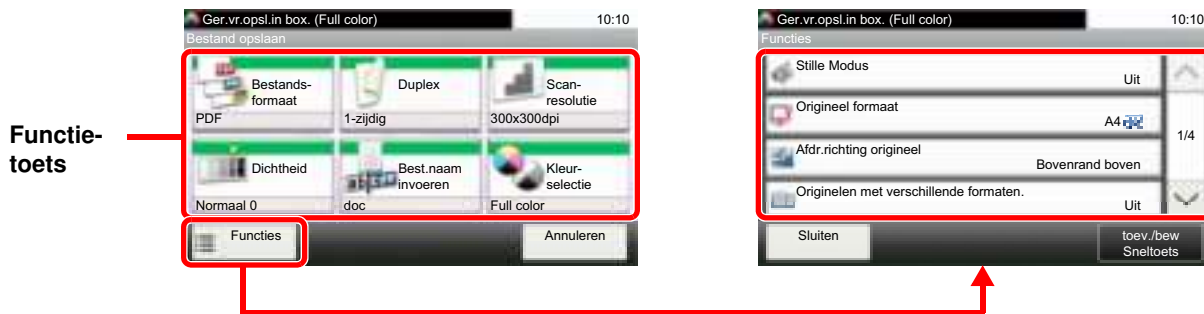 Functie-
toets
Ger.vr.opsl.in box. (Full color) 10:10
Bestand opslaan
Bestands-
formaat
PDF
Duplex
1-zijdig
Scan-
resolutie
300x300dpi
Dichtheid
Normaal 0
Best.naam
invoeren
doc
Kleur-
selectie
Full color
Functies
Annuleren
Ger.vr.opsl.in box. (Full color) 10:10
Functies
Stille Modus
Uit
Origineel formaat
A4
Afdr.richting origineel
Bovenrand boven
Originelen met verschillende formaten.
Uit
1/4
Sluiten
toev./bew
Sneltoets